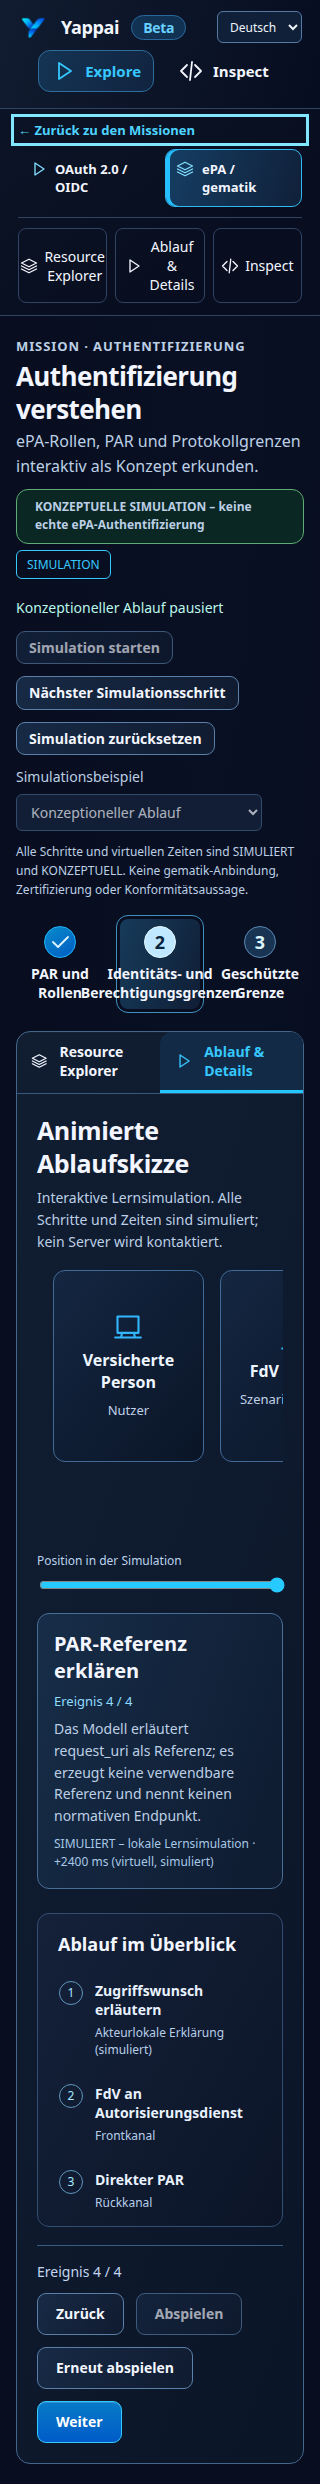 Yappai
Beta
Deutsch
Explore
Inspect
← Zurück zu den Missionen
OAuth 2.0 /
OIDC
ePA /
gematik
Resource
Explorer
Ablauf
&
Details
Inspect
MISSION · AUTHENTIFIZIERUNG
Authentifizierung
verstehen
ePA-Rollen, PAR und Protokollgrenzen
interaktiv als Konzept erkunden.
KONZEPTUELLE SIMULATION – keine
echte ePA-Authentifizierung
SIMULATION
Konzeptioneller Ablauf pausiert
Simulation starten
Nächster Simulationsschritt
Simulation zurücksetzen
Simulationsbeispiel
Konzeptioneller Ablauf
Alle Schritte und virtuellen Zeiten sind SIMULIERT
und KONZEPTUELL. Keine gematik-Anbindung,
Zertifizierung oder Konformitätsaussage.
2
3
PAR und
Rollen
Identitäts- und
Berechtigungsgrenzen
Geschützte
Grenze
Resource
Explorer
Ablauf &
Details
Animierte
Ablaufskizze
Interaktive Lernsimulation. Alle
Schritte und Zeiten sind simuliert;
kein Server wird kontaktiert.
Versicherte
Person
Nutzer
FdV
Szenari
Position in der Simulation
PAR-Referenz
erklären
Ereignis 4 / 4
Das Modell erläutert
request_uri als Referenz; es
erzeugt keine verwendbare
Referenz und nennt keinen
normativen Endpunkt.
SIMULIERT – lokale Lernsimulation ·
+2400 ms (virtuell, simuliert)
Ablauf im Überblick
1
Zugriffswunsch
erläutern
Akteurlokale Erklärung
(simuliert)
2
FdV an
Autorisierungsdienst
Frontkanal
3
Direkter PAR
Rückkanal
Ereignis 4 / 4
Zurück
Abspielen
Erneut abspielen
Weiter